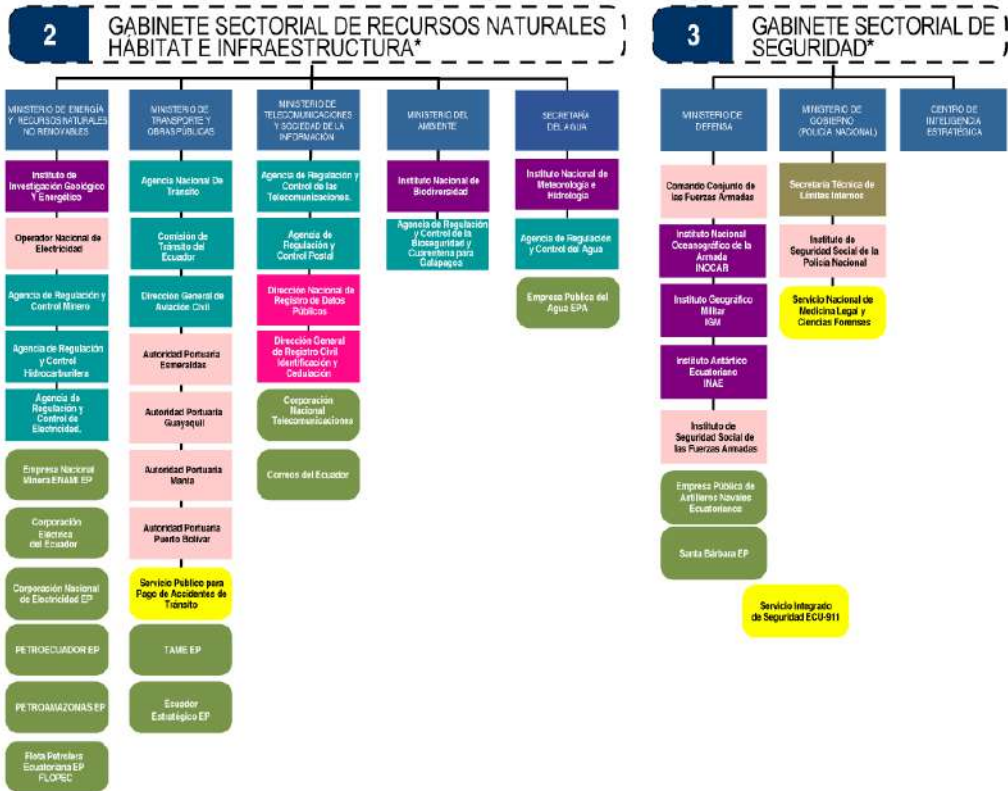 2
GABINETE SECTORIAL DE RECURSOS NATURALES
HÁBITAT E INFRAESTRUCTURA*
MINISTERIO DE ENERGÍA
Y RECURSOS NATURALES
NO RENOVABLES
Instituto de
Investigación Geológico
Y Energético
Operador Nacional de
Electricidad
Agencia de Regulación y
Control Minero
Agencia de Regulación
y Control
Hidrocarburífera
Agencia de
Regulación y
Control de
Electricidad.
Empresa Nacional
Minera ENAMI EP
Corporación
Eléctrica
del Ecuador
Corporación Nacional
de Electricidad EP
PETROECUADOR EP
PETROAMAZONAS EP
Flota Petrolera
Ecuatoriana EP
FLOPEC
MINISTERIO DE
TRANSPORTE Y
OBRAS PÚBLICAS
Agencia Nacional De
Tránsito
Comisión de
Tránsito del
Ecuador
Dirección General de
Aviación Civil
Autoridad Portuaria
Esmeraldas
Autoridad Portuaria
Guayaquil
Autoridad Portuaria
Manta
Autoridad Portuaria
Puerto Bolívar
Servicio Público para
Pago de Accidentes de
Tránsito
TAME EP
Ecuador
Estratégico EP
MINISTERIO DE
TELECOMUNICACIONES
Y SOCIEDAD DE LA
INFORMACIÓN
Agencia de Regulación y
Control de las
Telecomunicaciones.
Agencia de
Regulación y
Control Postal
Dirección Nacional de
Registro de Datos
Públicos
Dirección General
de Registro Civil
Identificación y
Cedulación
Corporación
Nacional
Telecomunicaciones
Correos del Ecuador
MINISTERIO DEL
AMBIENTE
Instituto Nacional de
Biodiversidad
Agencia de Regulación
y Control de la
Bioseguridad y
Cuarentena para
Galápagos
SECRETARÍA
DEL AGUA
Instituto Nacional de
Meteorología e
Hidrología
Agencia de Regulación
y Control del Agua
Empresa Pública del
Agua EPA
3
GABINETE SECTORIAL DE
SEGURIDAD*
MINISTERIO DE
DEFENSA
Comando Conjunto de
las Fuerzas Armadas
Instituto Nacional
Oceanográfico de la
Armada
INOCAR
Instituto Geográfico
Militar
IGM
Instituto Antártico
Ecuatoriano
INAE
Instituto de
Seguridad Social de
las Fuerzas Armadas
Empresa Pública de
Astilleros Navales
Ecuatorianos
Santa Bárbara EP
MINISTERIO DE
GOBIERNO
(POLICÍA NACIONAL)
Secretaría Técnica de
Límites Internos
Instituto de
Seguridad Social de la
Policía Nacional
Servicio Nacional de
Medicina Legal y
Ciencias Forenses
CENTRO DE
INTELIGENCIA
ESTRATÉGICA
Servicio Integrado
de Seguridad ECU-911